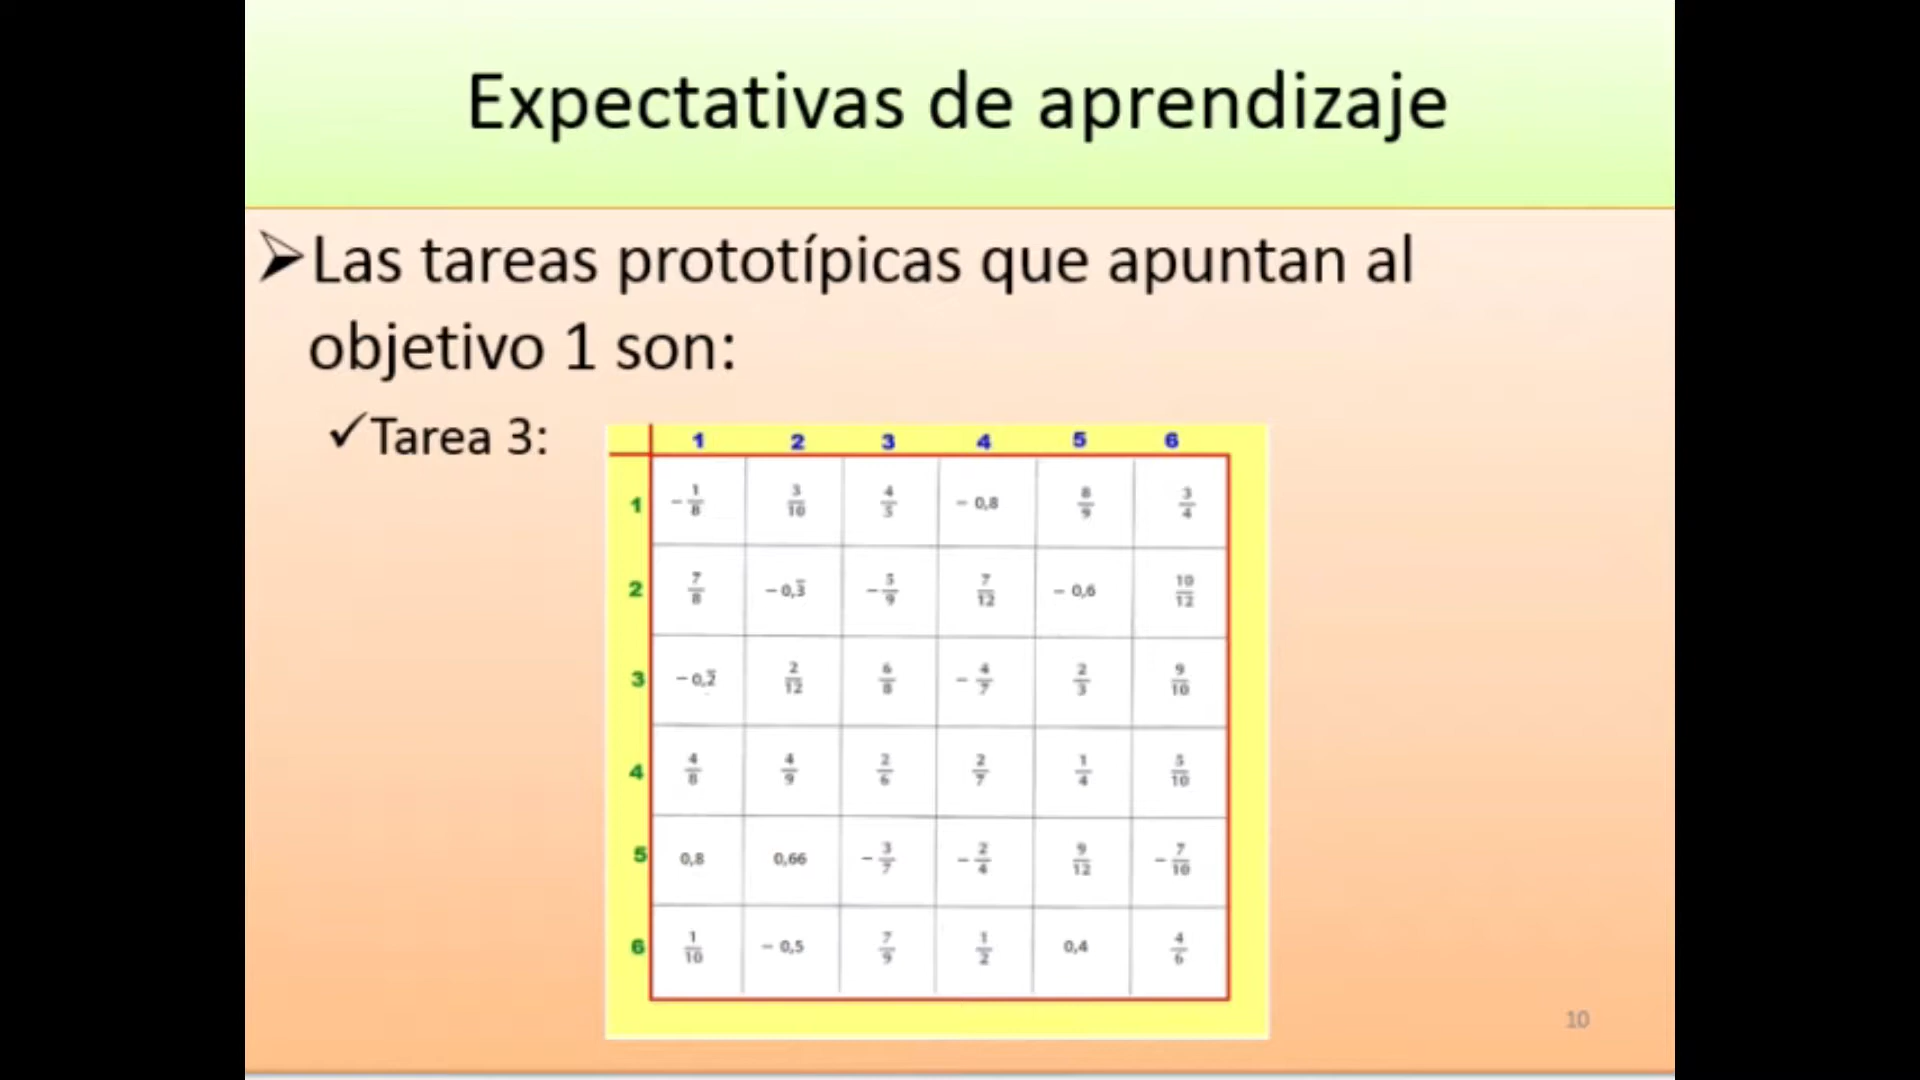 Expectativas de aprendizaje
➢Las tareas prototípicas que apuntan al
objetivo 1 son:
✓Tarea 3:
1 2 3 4 5 6
1 −1/8 3/10 4/5 − 0,8 8/9 3/4
2 7/8 − 0,3̅ −5/9 7/12 − 0,6 10/12
3 − 0,2̅ 2/12 6/8 −4/7 2/3 9/10
4 4/8 4/9 2/6 2/7 1/4 5/10
5 0,8 0,66 −3/7 −2/4 9/12 −7/10
6 1/10 − 0,5 7/9 1/2 0,4 4/6
10